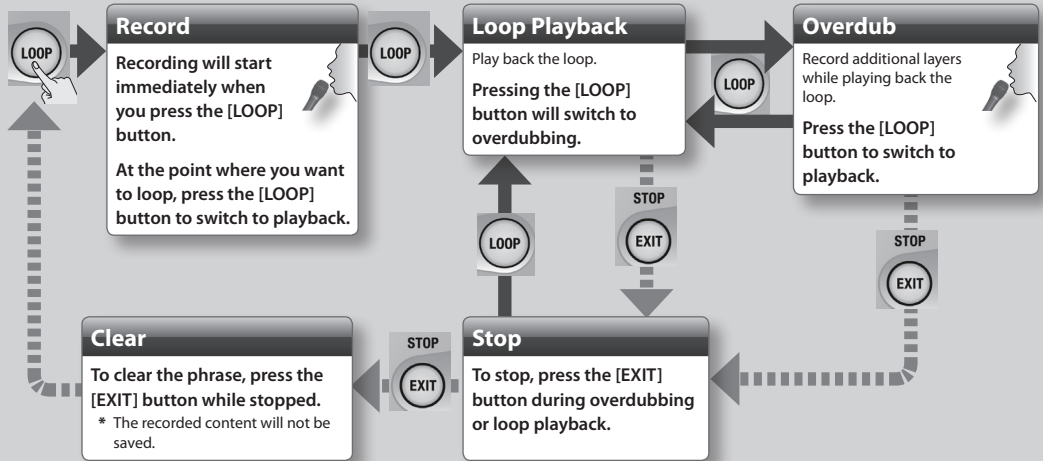 LOOP
Record
Recording will start
immediately when
you press the [LOOP]
button.
At the point where you want
to loop, press the [LOOP]
button to switch to playback.
LOOP
Loop Playback
Play back the loop.
Pressing the [LOOP]
button will switch to
overdubbing.
LOOP
Overdub
Record additional layers
while playing back the
loop.
Press the [LOOP]
button to switch to
playback.
LOOP
STOP
EXIT
STOP
EXIT
Clear
To clear the phrase, press the
[EXIT] button while stopped.
* The recorded content will not be
saved.
STOP
EXIT
Stop
To stop, press the [EXIT]
button during overdubbing
or loop playback.